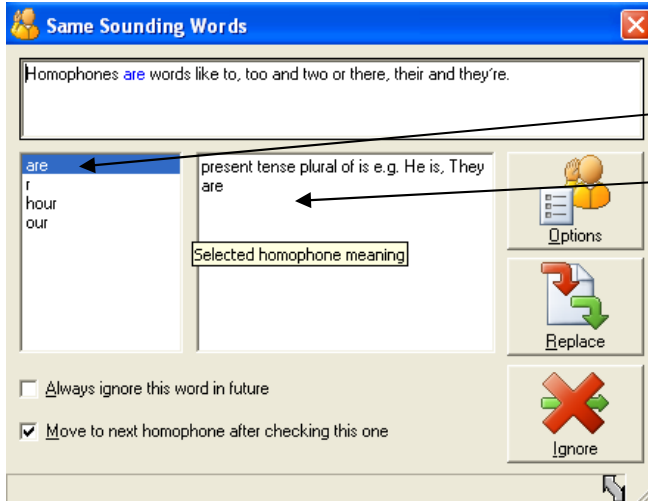 Same Sounding Words
Homophones are words like to, too and two or there, their and they're.
are
r
hour
our
present tense plural of is e.g. He is, They
are
Selected homophone meaning
Options
Replace
Ignore
Always ignore this word in future
Move to next homophone after checking this one